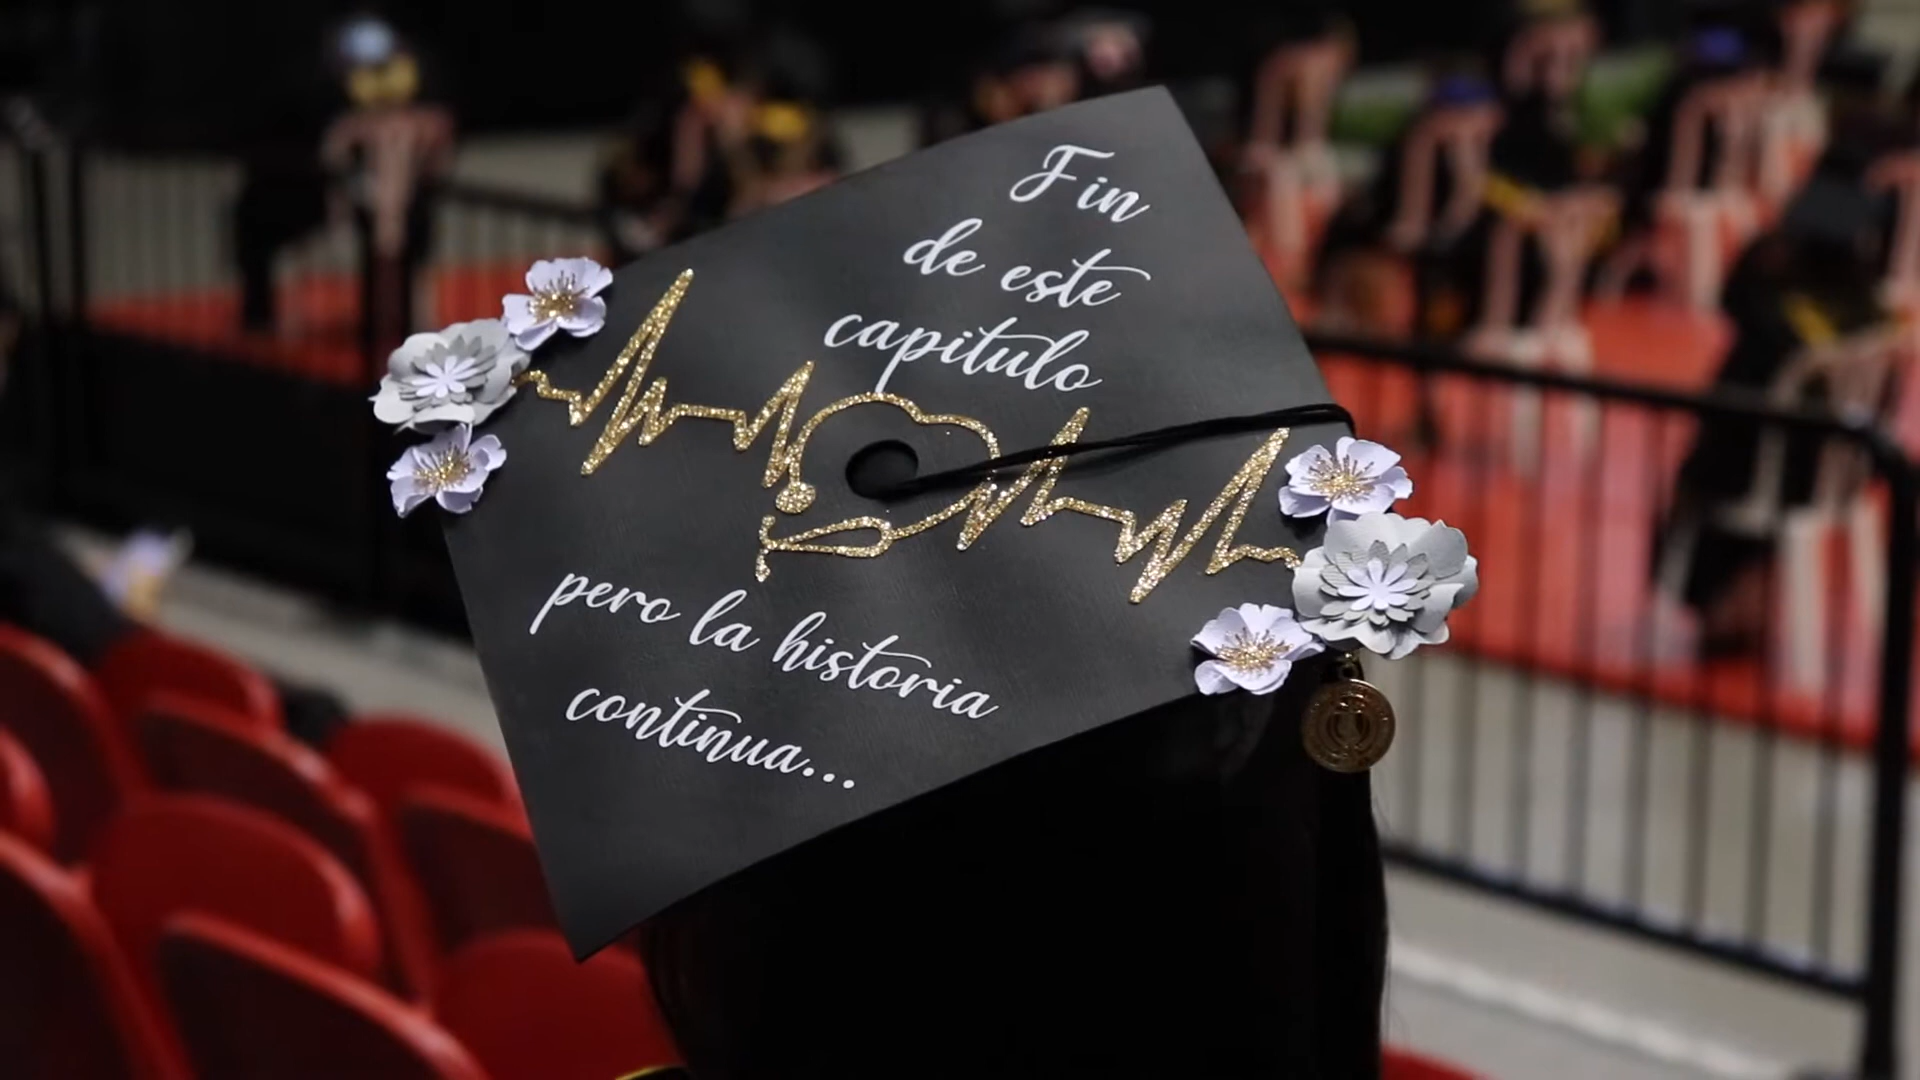 Fin
de este
capitulo
pero la historia
continua...